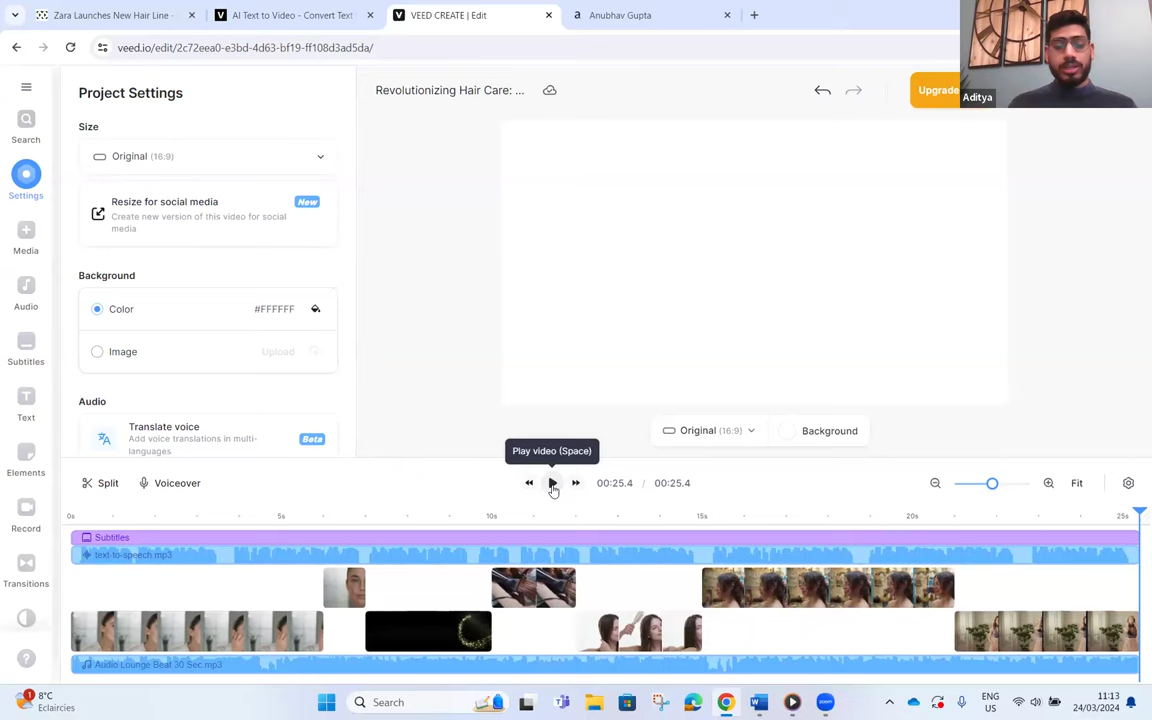 Zara Launches New Hair Line
AI Text to Video - Convert Text
VEED CREATE | Edit
Anubhav Gupta
veed.io/edit/2c72eea0-e3bd-4d63-bf19-ff108d3ad5da/
Aditya
Search
Settings
Media
Audio
Subtitles
Text
Elements
Record
Transitions
Project Settings
Size
Original (16:9)
Resize for social media
New
Create new version of this video for social
media
Background
Color
#FFFFFF
Image
Upload
Audio
Translate voice
Add voice translations in multi-
languages
Beta
Revolutionizing Hair Care: ...
Upgrade
Original (16:9)
Background
Play video (Space)
Split
Voiceover
00:25.4 / 00:25.4
Fit
0s
5s
10s
15s
20s
25s
Subtitles
text-to-speech.mp3
Audio Lounge Beat 30 Sec.mp3
1
8°C
Eclaircies
Search
ENG
FR
11:13
24/03/2024